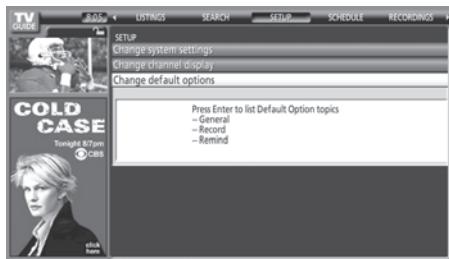 TV
GUIDE
8:05
LISTINGS
SEARCH
SETUP
SCHEDULE
RECORDINGS
SETUP
Change system settings
Change channel display
Change default options
Press Enter to list Default Option topics
– General
– Record
– Remind
COLD
CASE
Tonight 8/7pm
CBS
click
here